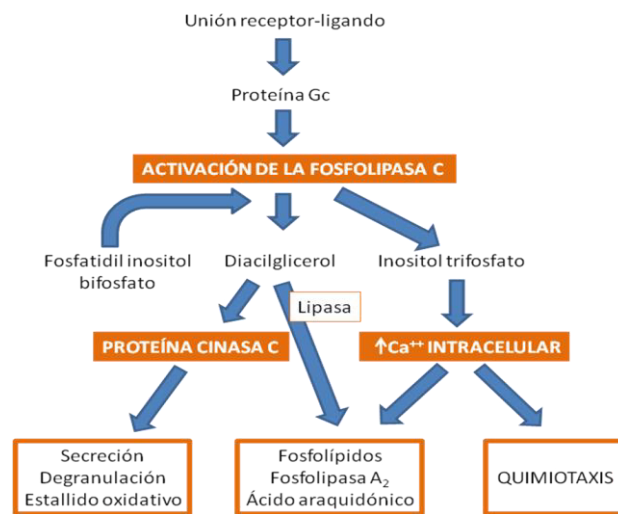 Unión receptor-ligando
Proteína Gc
ACTIVACIÓN DE LA FOSFOLIPASA C
Fosfatidil inositol
bifosfato
Diacilglicerol
Inositol trifosfato
Lipasa
PROTEÍNA CINASA C
↑Ca⁺⁺ INTRACELULAR
Secreción
Degranulación
Estallido oxidativo
Fosfolípidos
Fosfolipasa A₂
Ácido araquidónico
QUIMIOTAXIS